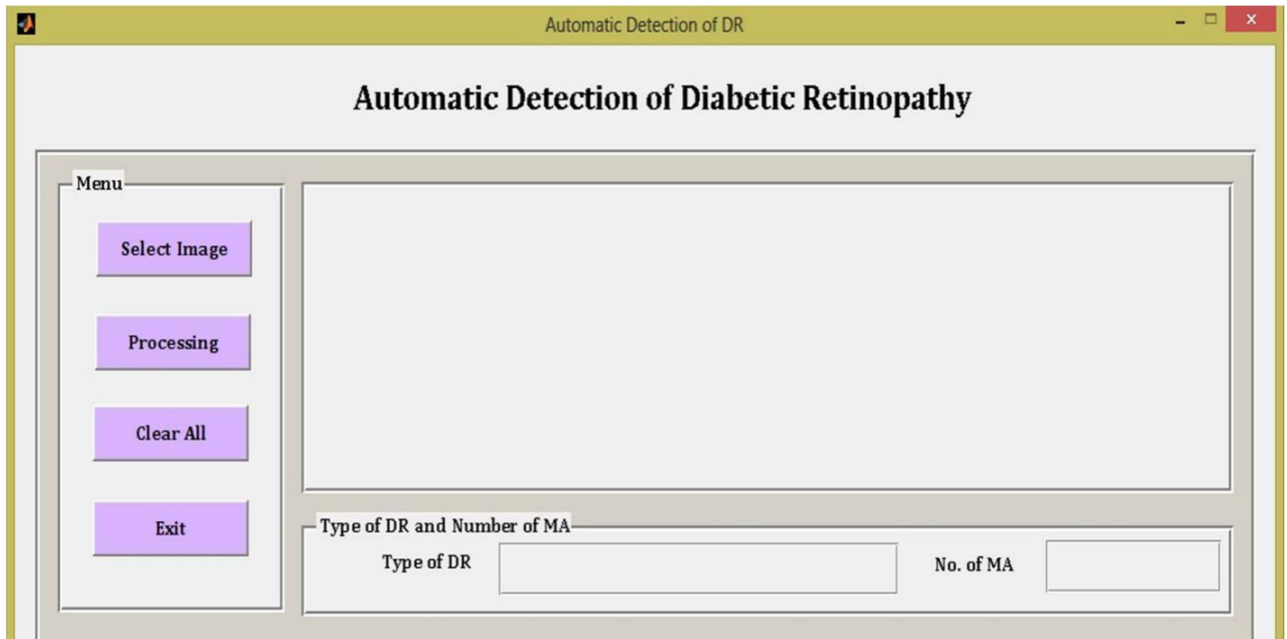 Automatic Detection of DR
Automatic Detection of Diabetic Retinopathy
Menu
Select Image
Processing
Clear All
Exit
Type of DR and Number of MA
Type of DR
No. of MA